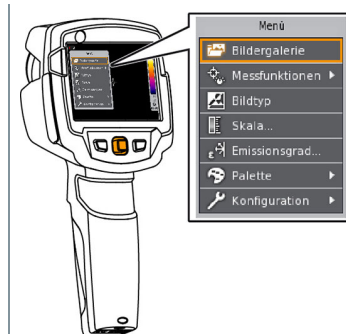 Menü
Bildergalerie
Messfunktionen
Bildtyp
Skala...
Emissionsgrad...
Palette
Konfiguration